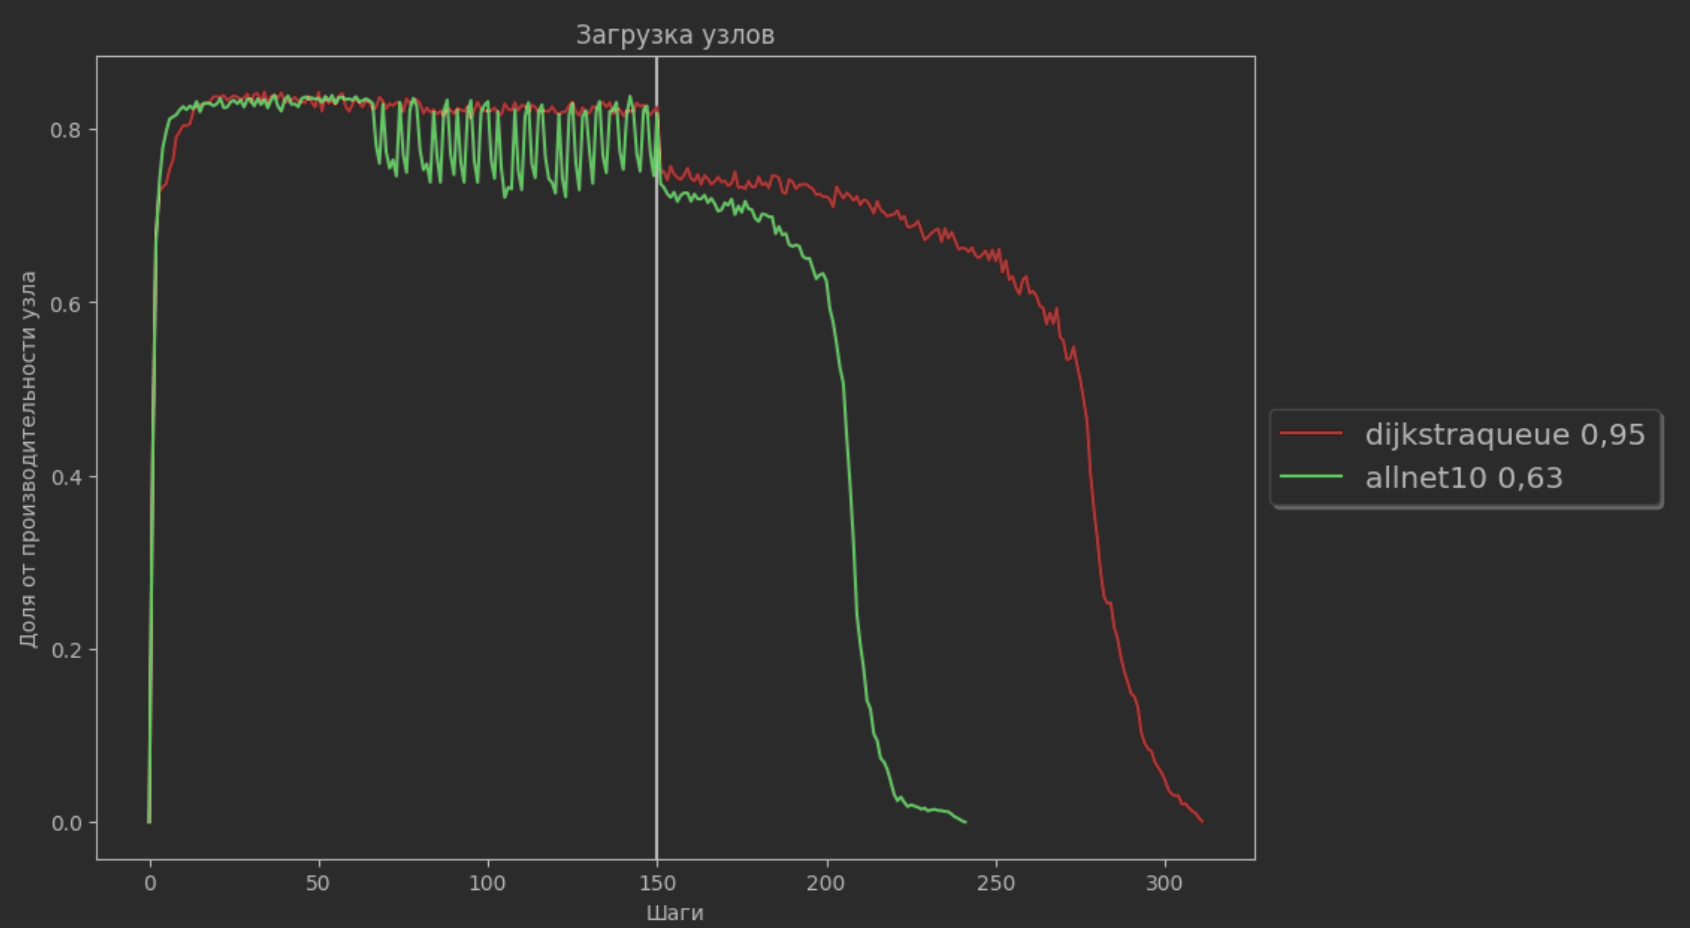 Загрузка узлов
Доля от производительности узла
0.8
0.6
0.4
0.2
0.0
0 50 100 150 200 250 300
Шаги
dijkstraqueue 0,95
allnet10 0,63